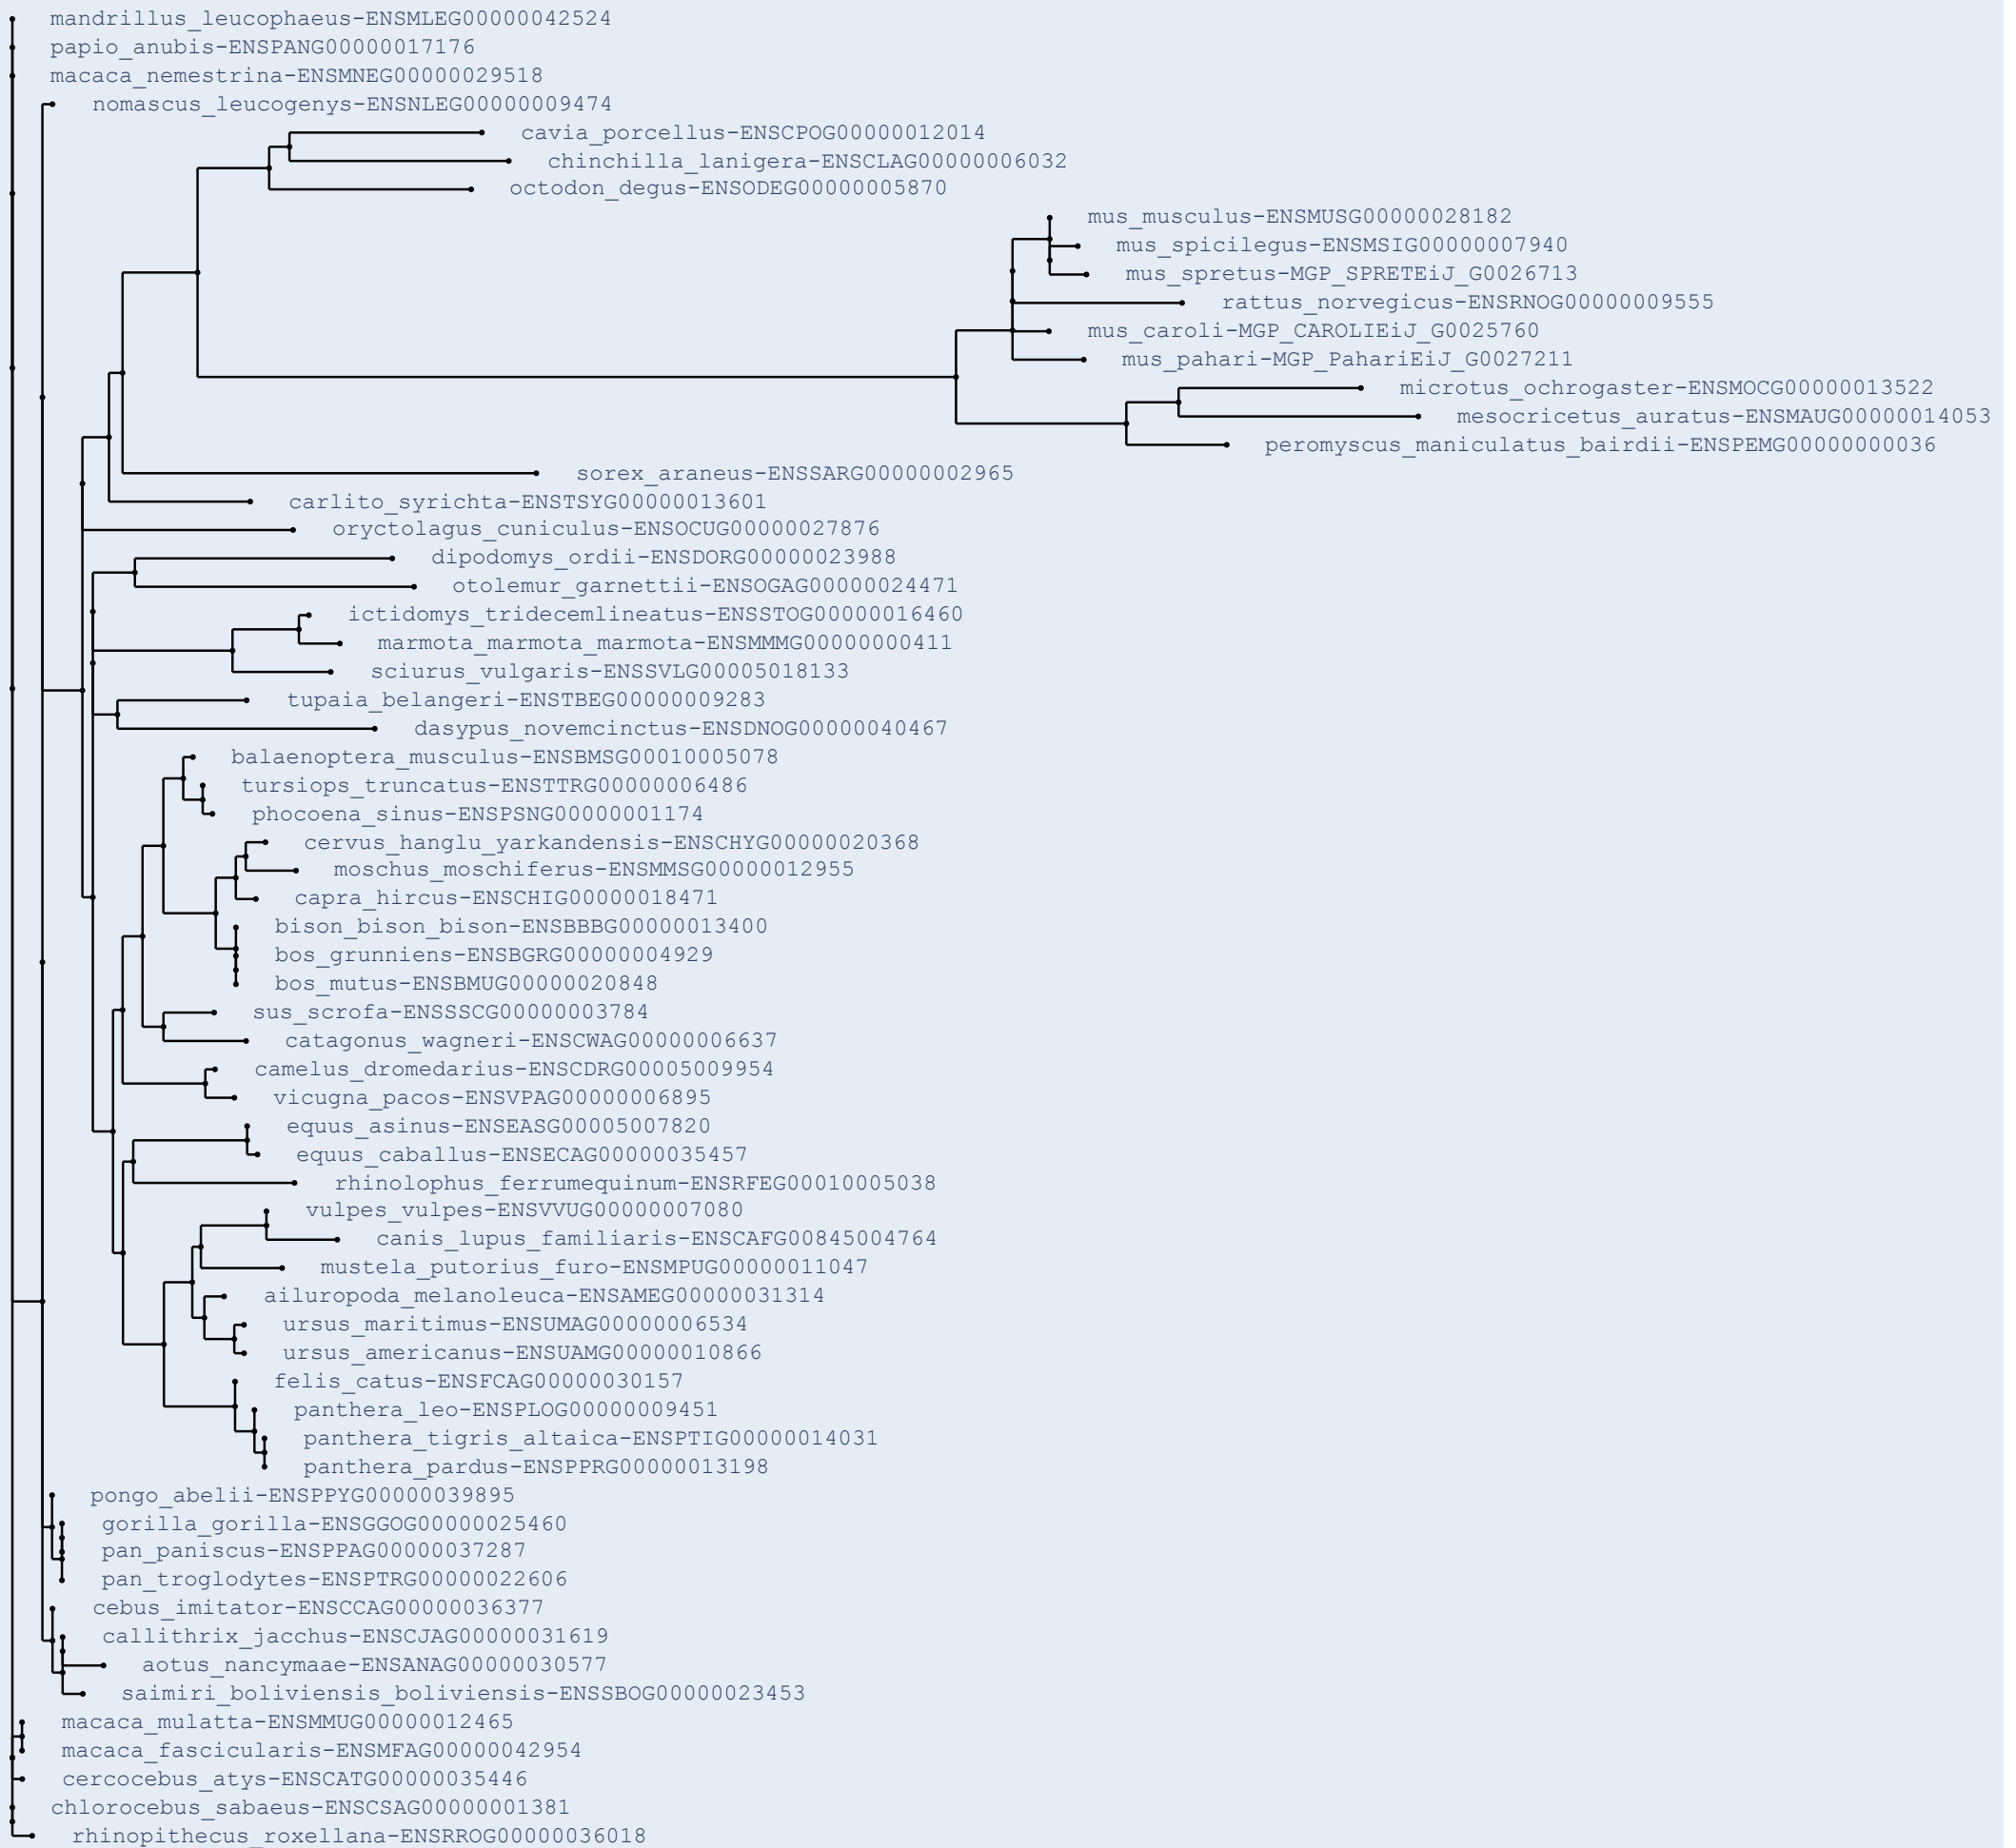 mandrillus_leucophaeus-ENSMLEG00000042524
papio_anubis-ENSPANG00000017176
macaca_nemestrina-ENSMNEG00000029518
nomascus_leucogenys-ENSNLEG00000009474
cavia_porcellus-ENSCPOG00000012014
chinchilla_lanigera-ENSCLAG00000006032
octodon_degus-ENSODEG00000005870
mus_musculus-ENSMUSG00000028182
mus_spicilegus-ENSMSIG00000007940
mus_spretus-MGP_SPRETEiJ_G0026713
rattus_norvegicus-ENSRNOG00000009555
mus_caroli-MGP_CAROLIEiJ_G0025760
mus_pahari-MGP_PahariEiJ_G0027211
microtus_ochrogaster-ENSMOCG00000013522
mesocricetus_auratus-ENSMAUG00000014053
peromyscus_maniculatus_bairdii-ENSPEMG00000000036
sorex_araneus-ENSSARG00000002965
carlito_syrichta-ENSTSYG00000013601
oryctolagus_cuniculus-ENSOCUG00000027876
dipodomys_ordii-ENSDORG00000023988
otolemur_garnettii-ENSOGAG00000024471
ictidomys_tridecemlineatus-ENSSTOG00000016460
marmota_marmota_marmota-ENSMMMG00000000411
sciurus_vulgaris-ENSSVLG00005018133
tupaia_belangeri-ENSTBEG00000009283
dasypus_novemcinctus-ENSDNOG00000040467
balaenoptera_musculus-ENSBMSG00010005078
tursiops_truncatus-ENSTTRG00000006486
phocoena_sinus-ENSPSNG00000001174
cervus_hanglu_yarkandensis-ENSCHYG00000020368
moschus_moschiferus-ENSMMSG00000012955
capra_hircus-ENSCHIG00000018471
bison_bison_bison-ENSBBBG00000013400
bos_grunniens-ENSBGRG00000004929
bos_mutus-ENSBMUG00000020848
sus_scrofa-ENSSSCG00000003784
catagonus_wagneri-ENSCWAG00000006637
camelus_dromedarius-ENSCDRG00005009954
vicugna_pacos-ENSVPAG00000006895
equus_asinus-ENSEASG00005007820
equus_caballus-ENSECAG00000035457
rhinolophus_ferrumequinum-ENSRFEG00010005038
vulpes_vulpes-ENSVVUG00000007080
canis_lupus_familiaris-ENSCAFG00845004764
mustela_putorius_furo-ENSMPUG00000011047
ailuropoda_melanoleuca-ENSAMEG00000031314
ursus_maritimus-ENSUMAG00000006534
ursus_americanus-ENSUAMG00000010866
felis_catus-ENSFCAG00000030157
panthera_leo-ENSPLOG00000009451
panthera_tigris_altaica-ENSPTIG00000014031
panthera_pardus-ENSPPRG00000013198
pongo_abelii-ENSPPYG00000039895
gorilla_gorilla-ENSGGOG00000025460
pan_paniscus-ENSPPAG00000037287
pan_troglodytes-ENSPTRG00000022606
cebus_imitator-ENSCCAG00000036377
callithrix_jacchus-ENSCJAG00000031619
aotus_nancymaae-ENSANAG00000030577
saimiri_boliviensis_boliviensis-ENSSBOG00000023453
macaca_mulatta-ENSMMUG00000012465
macaca_fascicularis-ENSMFAG00000042954
cercocebus_atys-ENSCATG00000035446
chlorocebus_sabaeus-ENSCSAG00000001381
rhinopithecus_roxellana-ENSRROG00000036018